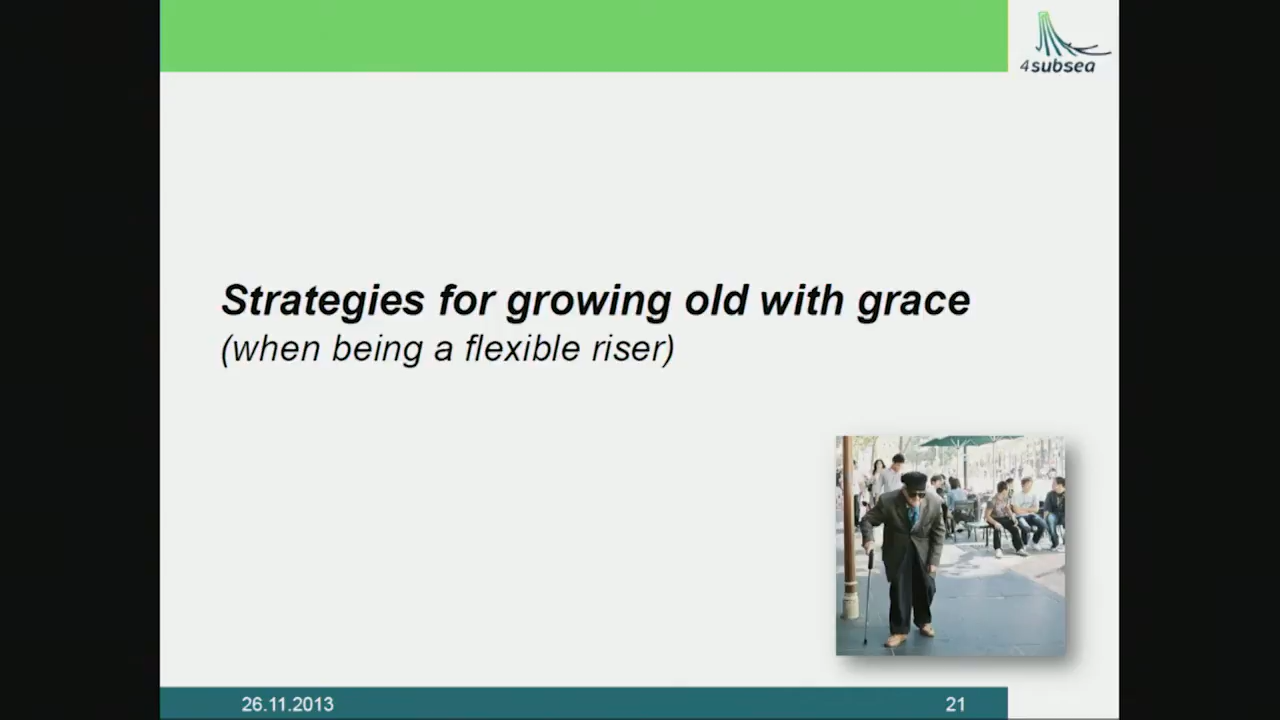 4subsea
Strategies for growing old with grace
(when being a flexible riser)
26.11.2013
21